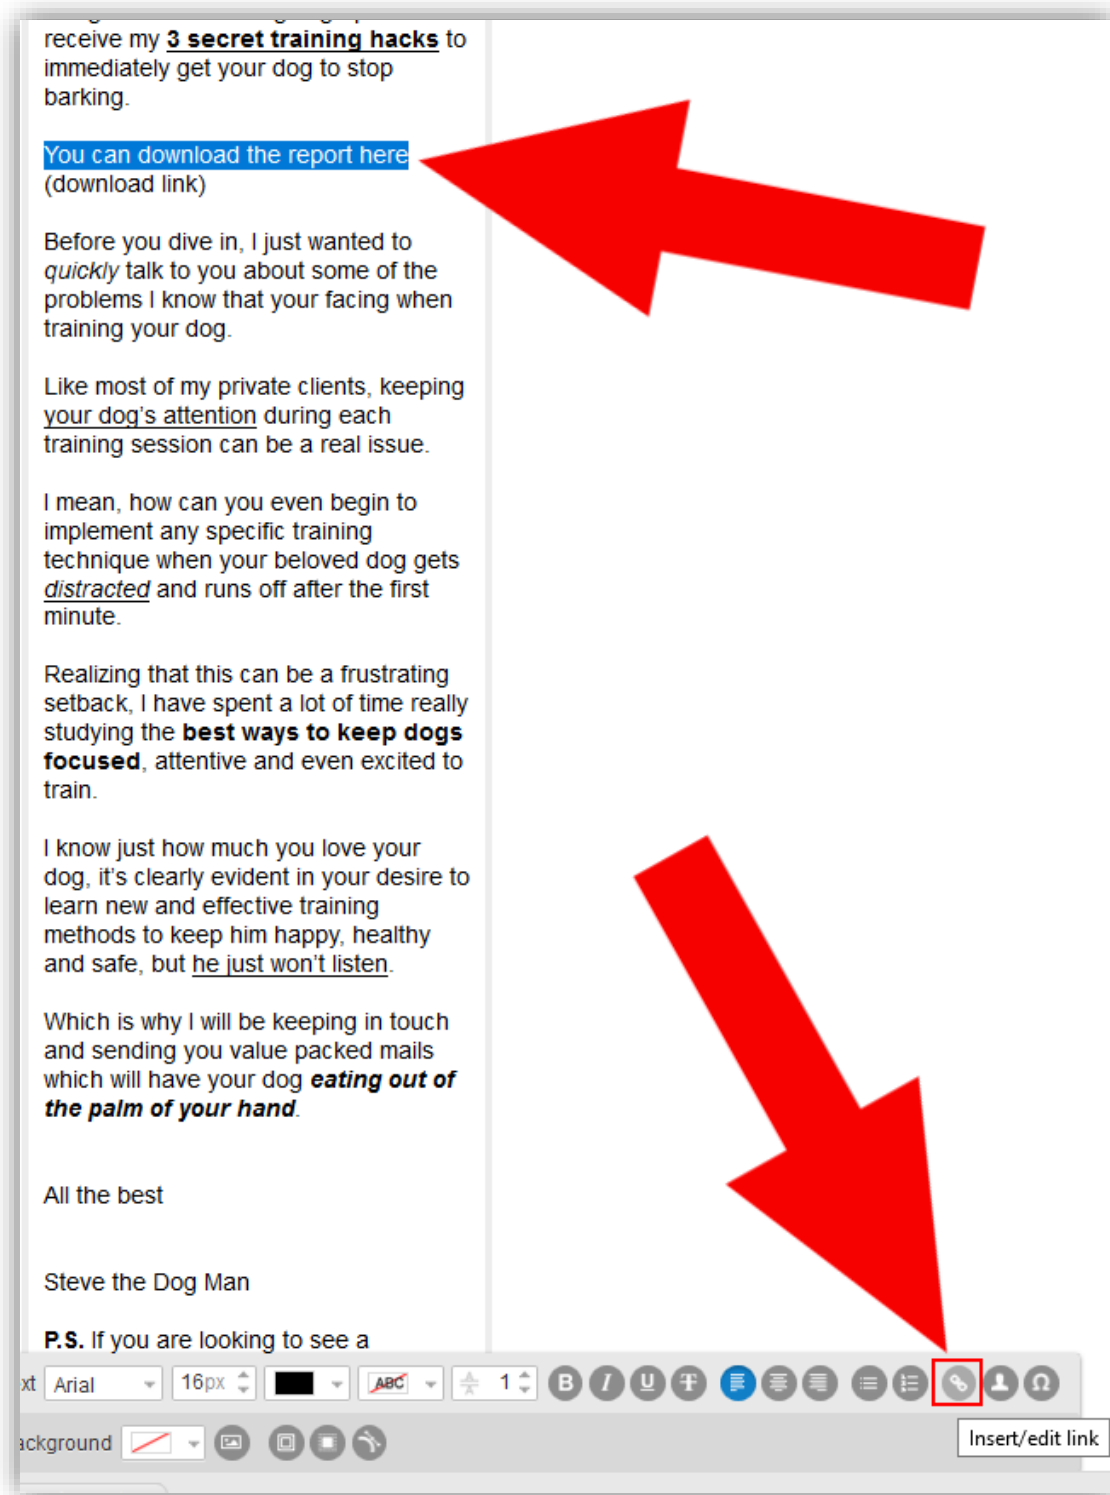 receive my 3 secret training hacks to
immediately get your dog to stop
barking.
You can download the report here
(download link)
Before you dive in, I just wanted to
quickly talk to you about some of the
problems I know that your facing when
training your dog.
Like most of my private clients, keeping
your dog's attention during each
training session can be a real issue.
I mean, how can you even begin to
implement any specific training
technique when your beloved dog gets
distracted and runs off after the first
minute.
Realizing that this can be a frustrating
setback, I have spent a lot of time really
studying the best ways to keep dogs
focused, attentive and even excited to
train.
I know just how much you love your
dog, it's clearly evident in your desire to
learn new and effective training
methods to keep him happy, healthy
and safe, but he just won't listen.
Which is why I will be keeping in touch
and sending you value packed mails
which will have your dog eating out of
the palm of your hand.
All the best
Steve the Dog Man
P.S. If you are looking to see a
xt Arial 16px ABC 1 B I U T Ω
ackground
Insert/edit link